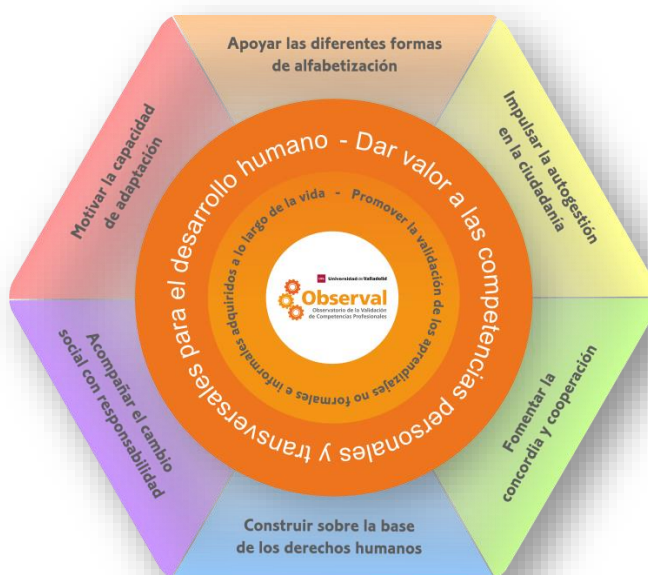 Apoyar las diferentes formas
de alfabetización
Impulsar la autogestión
en la ciudadanía
Fomentar la
concordia y cooperación
Construir sobre la base
de los derechos humanos
Acompañar el cambio
social con responsabilidad
Motivar la capacidad
de adaptación
Dar valor a las competencias personales y transversales para el desarrollo humano -
Promover la validación de los aprendizajes no formales e informales adquiridos a lo largo de la vida -
Universidad de Valladolid
Observal
Observatorio de la Validación
de Competencias Profesionales